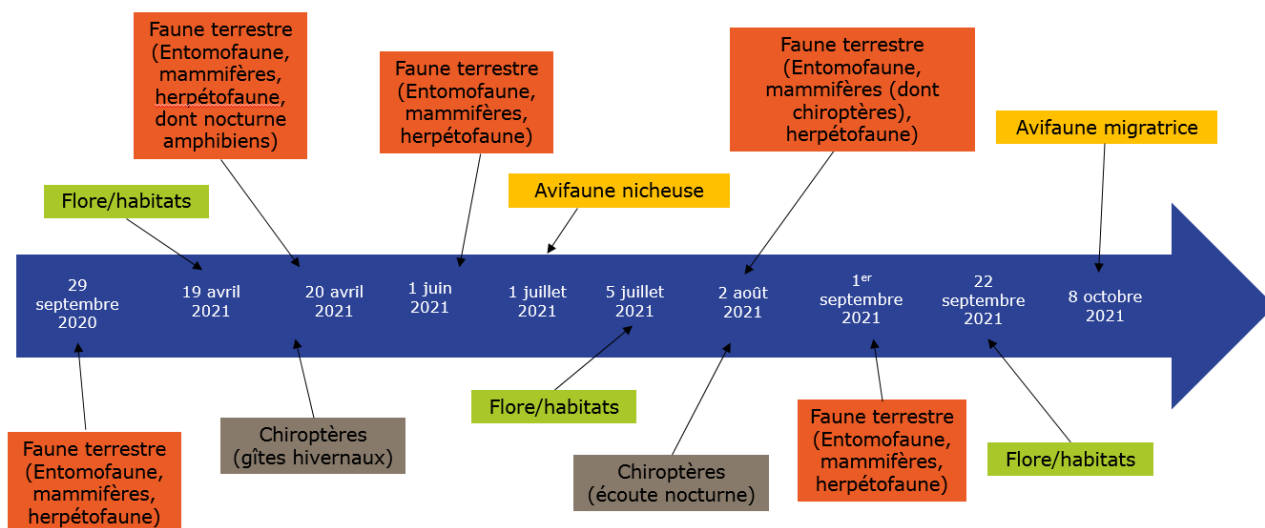 Faune terrestre
(Entomofaune,
mammifères,
herpétofaune,
dont nocturne
amphibiens)
Faune terrestre
(Entomofaune,
mammifères,
herpétofaune)
Faune terrestre
(Entomofaune,
mammifères (dont
chiroptères),
herpétofaune)
Avifaune migratrice
Flore/habitats
Avifaune nicheuse
29
septembre
2020
19 avril
2021
20 avril
2021
1 juin
2021
1 juillet
2021
5 juillet
2021
2 août
2021
1er
septembre
2021
22
septembre
2021
8 octobre
2021
Faune terrestre
(Entomofaune,
mammifères,
herpétofaune)
Chiroptères
(gîtes hivernaux)
Flore/habitats
Chiroptères
(écoute nocturne)
Faune terrestre
(Entomofaune,
mammifères,
herpétofaune)
Flore/habitats